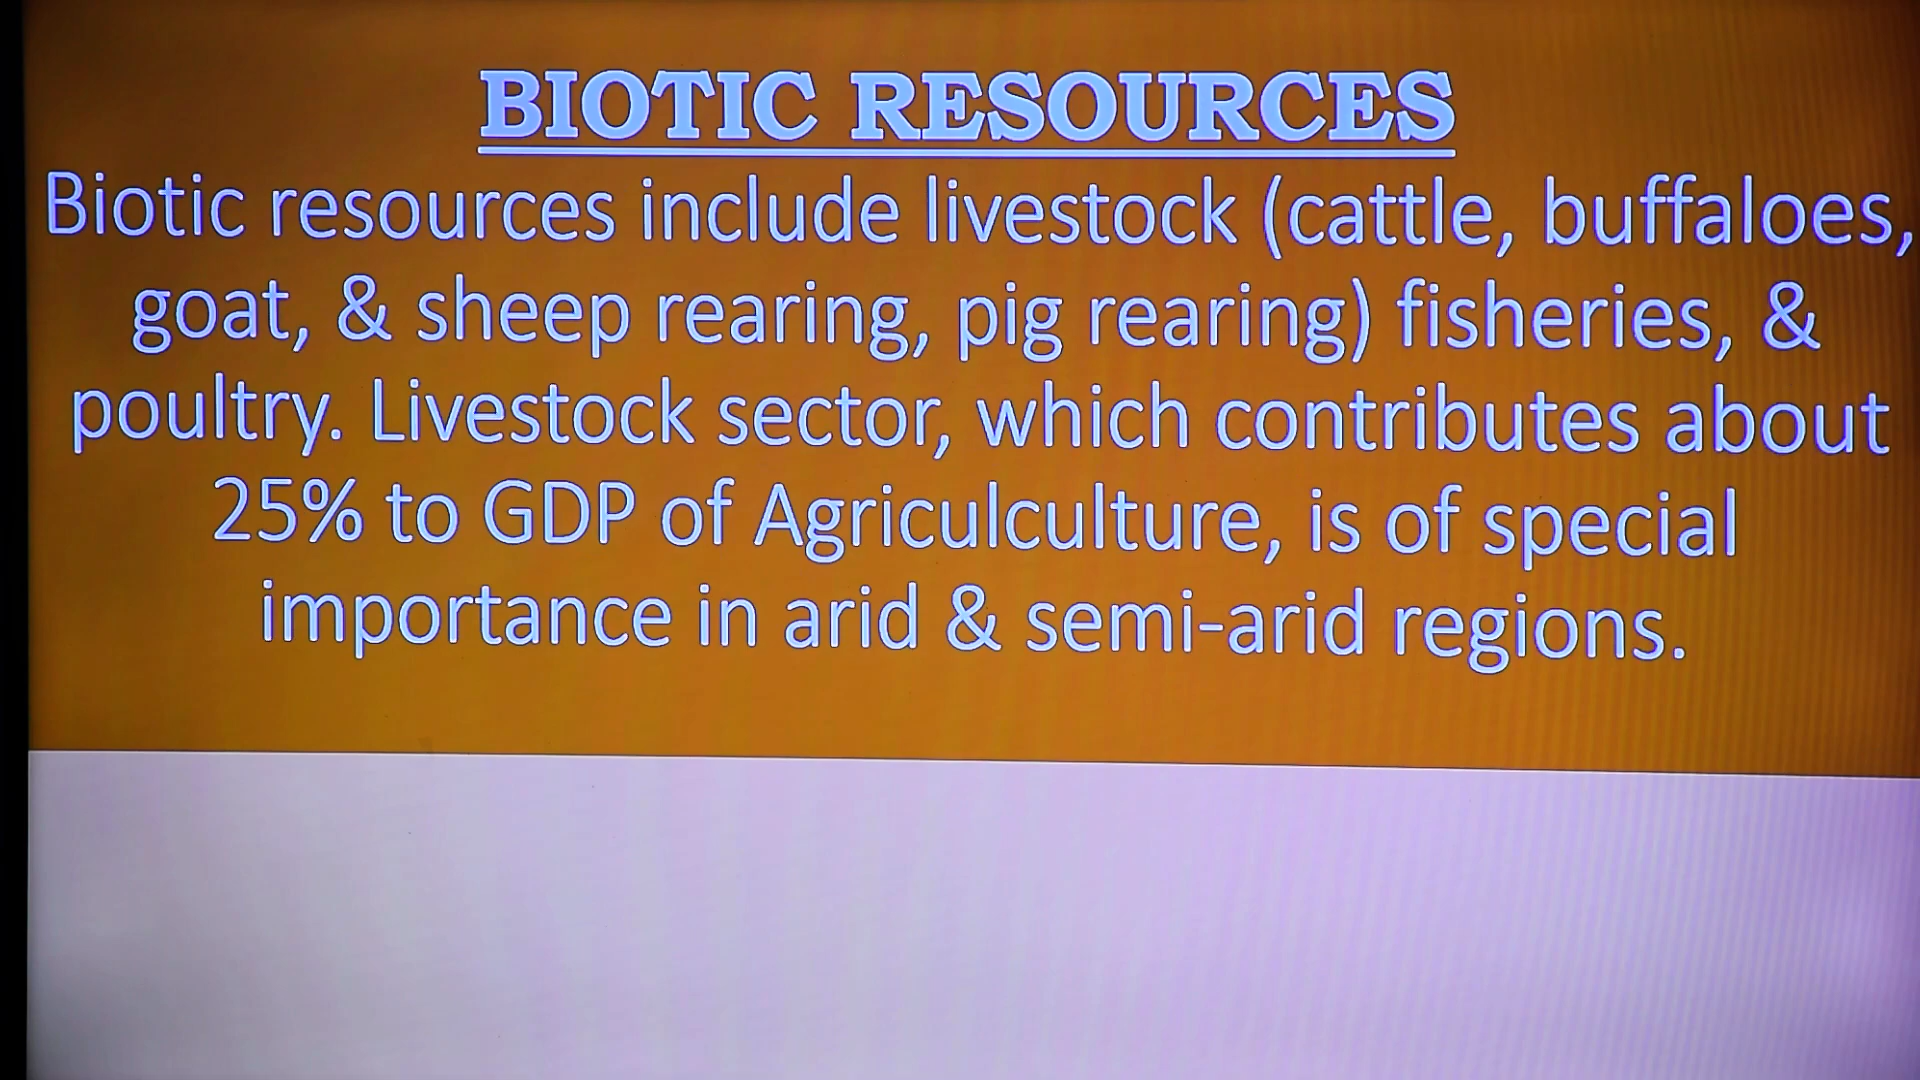 BIOTIC RESOURCES
Biotic resources include livestock (cattle, buffaloes,
goat, & sheep rearing, pig rearing) fisheries, &
poultry. Livestock sector, which contributes about
25% to GDP of Agriculculture, is of special
importance in arid & semi-arid regions.